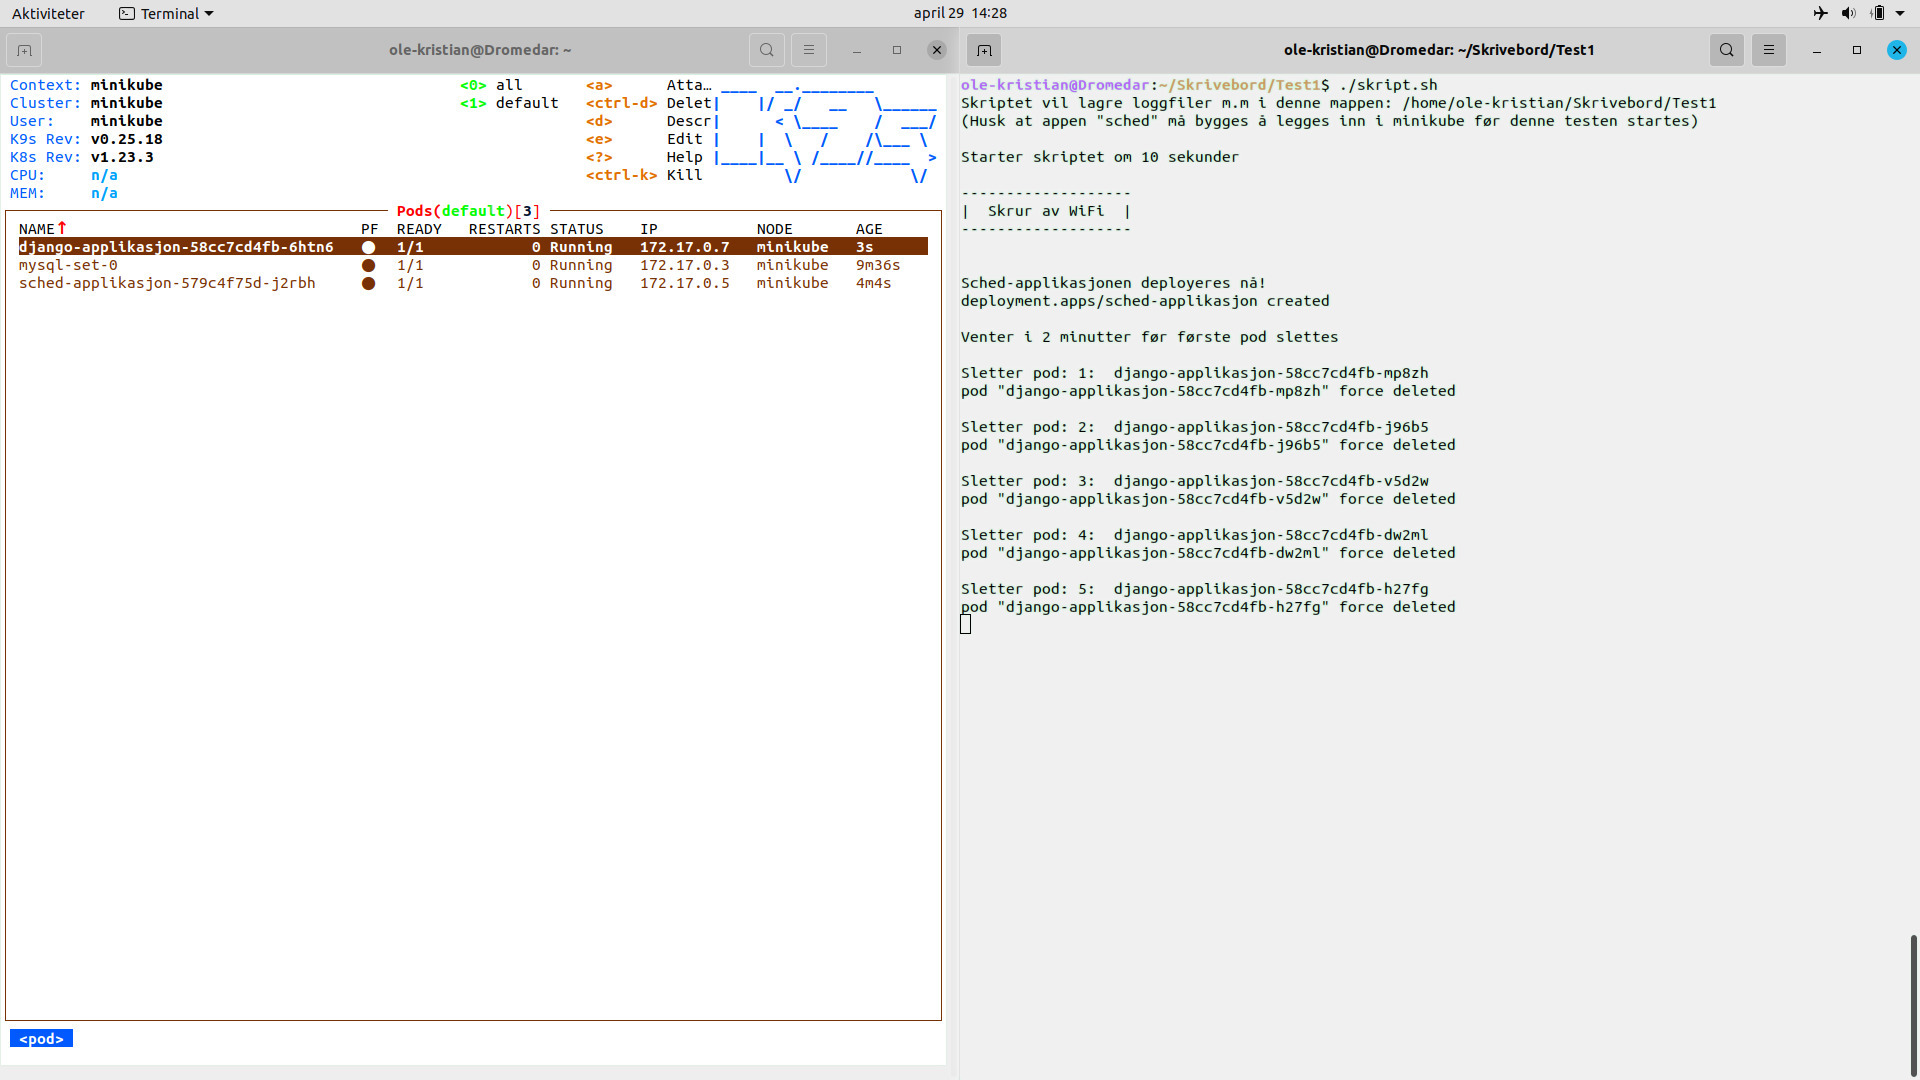 Aktiviteter Terminal april 29 14:28
ole-kristian@Dromedar: ~
Context: minikube <0> all <a> Atta…
Cluster: minikube <1> default <ctrl-d> Delet
User: minikube <d> Descr
K9s Rev: v0.25.18 <e> Edit
K8s Rev: v1.23.3 <?> Help
CPU: n/a <ctrl-k> Kill
MEM: n/a
Pods(default)[3]
NAME↑ PF READY RESTARTS STATUS IP NODE AGE
django-applikasjon-58cc7cd4fb-6htn6 ● 1/1 0 Running 172.17.0.7 minikube 3s
mysql-set-0 ● 1/1 0 Running 172.17.0.3 minikube 9m36s
sched-applikasjon-579c4f75d-j2rbh ● 1/1 0 Running 172.17.0.5 minikube 4m4s
<pod>
ole-kristian@Dromedar: ~/Skrivebord/Test1
ole-kristian@Dromedar:~/Skrivebord/Test1$ ./skript.sh
Skriptet vil lagre loggfiler m.m i denne mappen: /home/ole-kristian/Skrivebord/Test1
(Husk at appen "sched" må bygges å legges inn i minikube før denne testen startes)
Starter skriptet om 10 sekunder
-------------------
|  Skrur av WiFi  |
-------------------
Sched-applikasjonen deployeres nå!
deployment.apps/sched-applikasjon created
Venter i 2 minutter før første pod slettes
Sletter pod: 1:  django-applikasjon-58cc7cd4fb-mp8zh
pod "django-applikasjon-58cc7cd4fb-mp8zh" force deleted
Sletter pod: 2:  django-applikasjon-58cc7cd4fb-j96b5
pod "django-applikasjon-58cc7cd4fb-j96b5" force deleted
Sletter pod: 3:  django-applikasjon-58cc7cd4fb-v5d2w
pod "django-applikasjon-58cc7cd4fb-v5d2w" force deleted
Sletter pod: 4:  django-applikasjon-58cc7cd4fb-dw2ml
pod "django-applikasjon-58cc7cd4fb-dw2ml" force deleted
Sletter pod: 5:  django-applikasjon-58cc7cd4fb-h27fg
pod "django-applikasjon-58cc7cd4fb-h27fg" force deleted